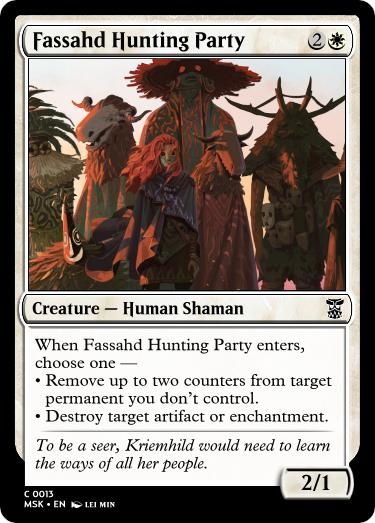 Fassahd Hunting Party 2
Creature — Human Shaman
When Fassahd Hunting Party enters,
choose one —
• Remove up to two counters from target
permanent you don't control.
• Destroy target artifact or enchantment.
To be a seer, Kriemhild would need to learn
the ways of all her people.
2/1
C 0013
MSK • EN LEI MIN